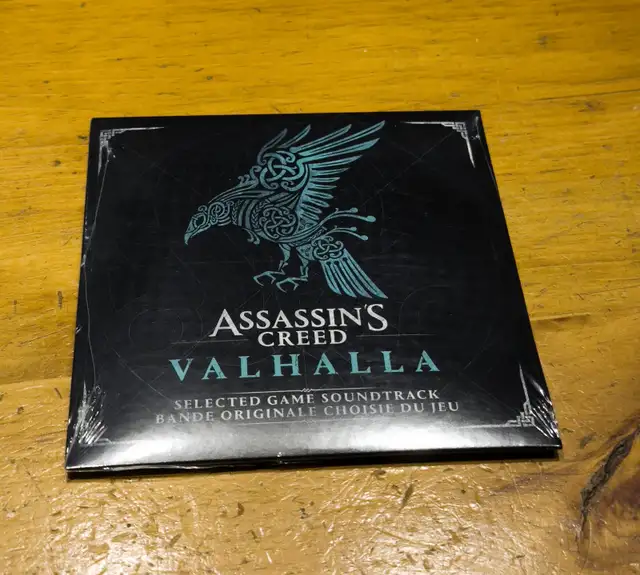 ASSASSIN'S
CREED
VALHALLA
SELECTED GAME SOUNDTRACK
BANDE ORIGINALE CHOISIE DU JEU